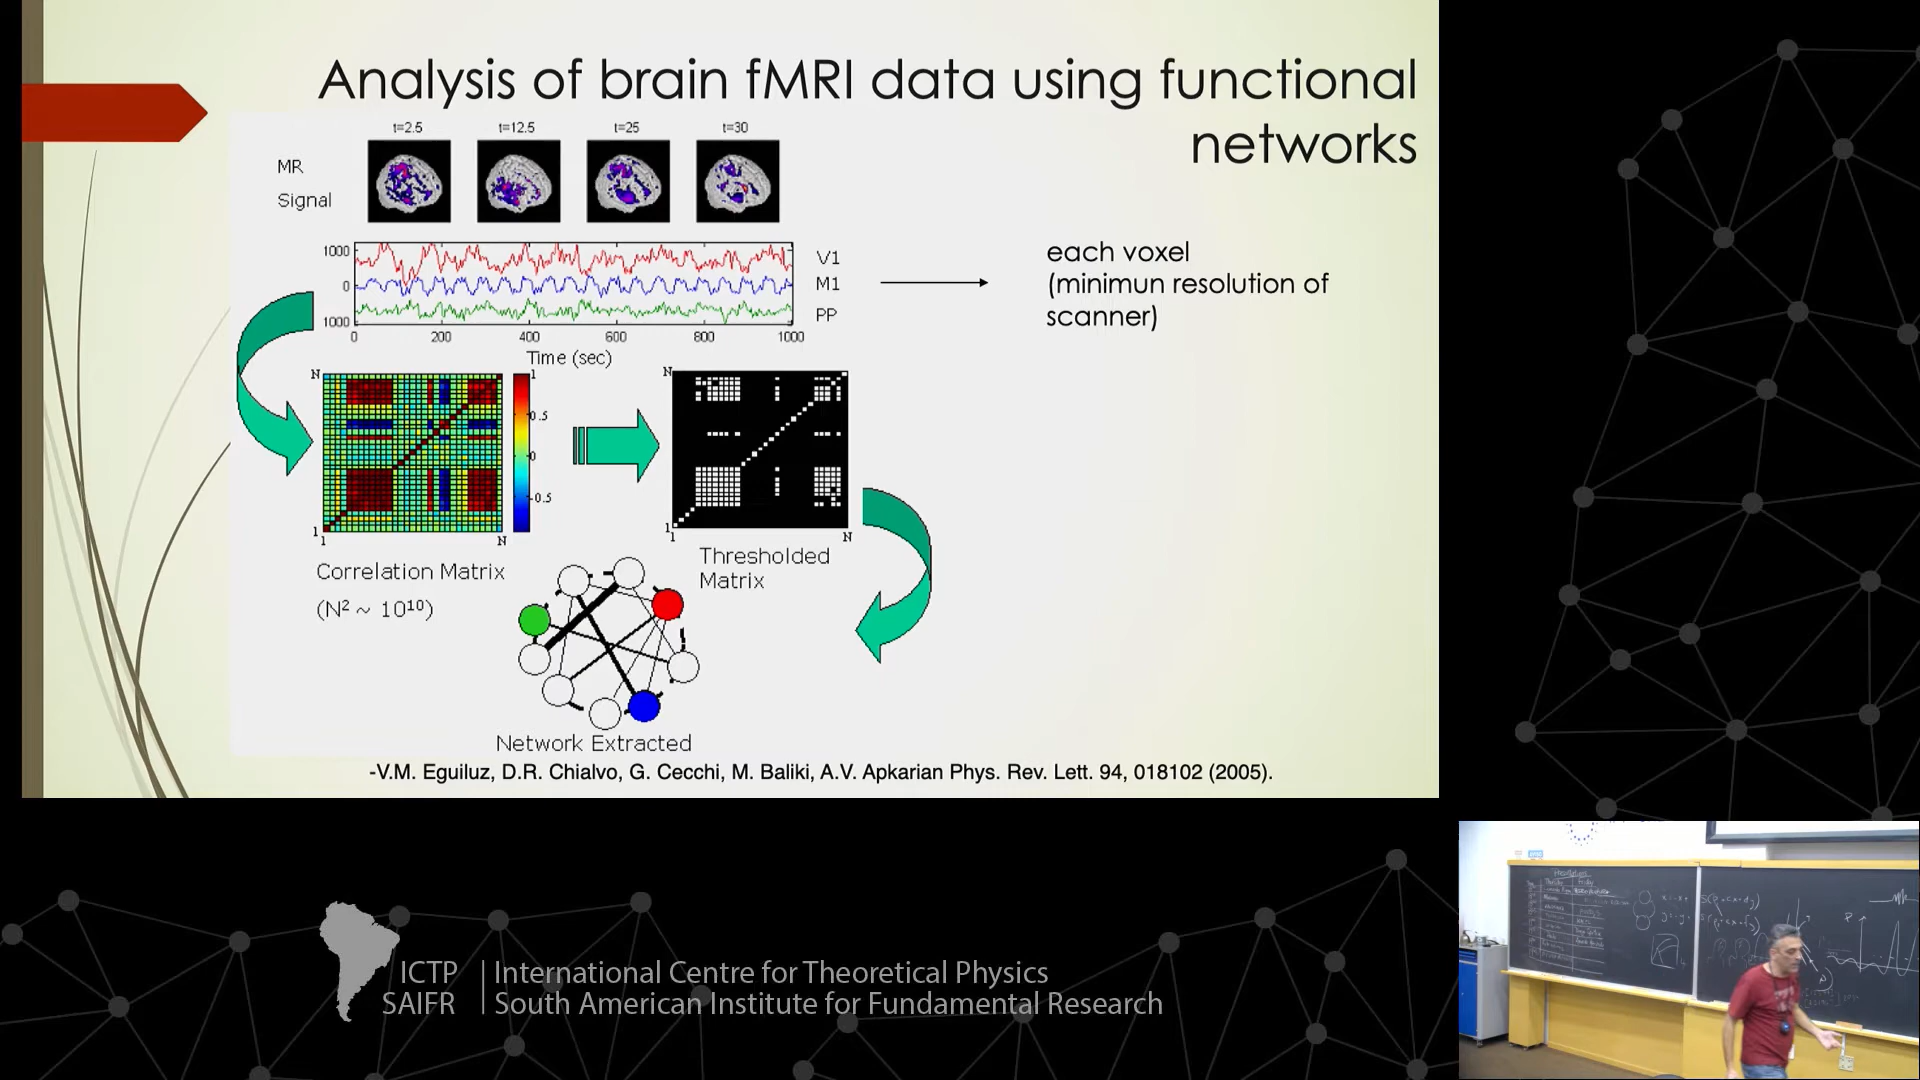 Analysis of brain fMRI data using functional
networks
t=2.5 t=12.5 t=25 t=30
MR
Signal
1000
0
1000
V1
M1
PP
0 200 400 600 800 1000
Time (sec)
each voxel
(minimun resolution of
scanner)
N
1
0.5
0
-0.5
1
1 N
N
1
1 N
Correlation Matrix
(N² ~ 10¹⁰)
Thresholded
Matrix
Network Extracted
-V.M. Eguiluz, D.R. Chialvo, G. Cecchi, M. Baliki, A.V. Apkarian Phys. Rev. Lett. 94, 018102 (2005).
ICTP
SAIFR
International Centre for Theoretical Physics
South American Institute for Fundamental Research